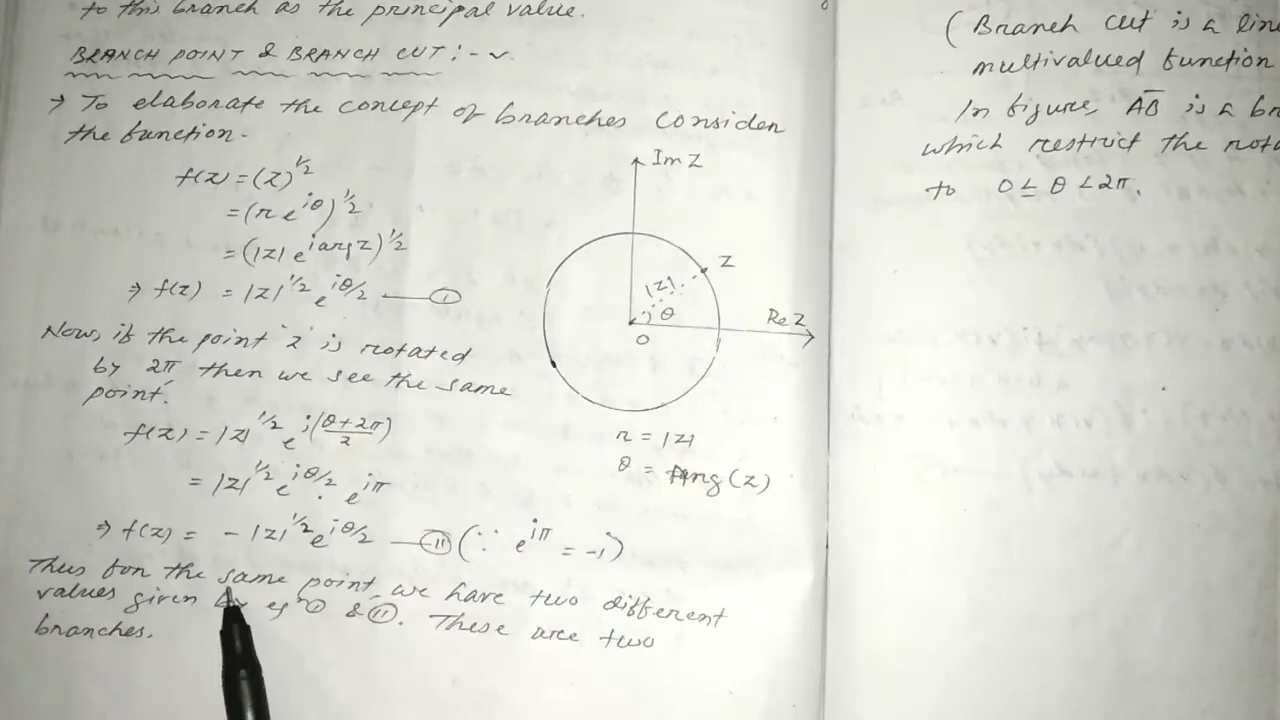 to this branch as the principal value.
BRANCH POINT & BRANCH CUT :-
→ To elaborate the concept of branches consider
the function.
f(z) = (z)^1/2
= (r e^iθ)^1/2
= (|z| e^i arg z)^1/2
⇒ f(z) = |z|^1/2 e^iθ/2 —— (I)
Now, if the point 'z' is rotated
by 2π then we see the same
point.
f(z) = |z|^1/2 e^i(θ+2π/2)
= |z|^1/2 e^iθ/2 . e^iπ
⇒ f(z) = - |z|^1/2 e^iθ/2 —— (II) (∵ e^iπ = -1)
Thus for the same point, we have two different
values given by eq (I) & (II). These are two
branches.
Im Z
Z
|z|
θ
Re Z
O
r = |z|
θ = Arg (z)
(Branch cut is a line
multivalued function
In figure, AB is a
which restrict the
to 0 ≤ θ < 2π.